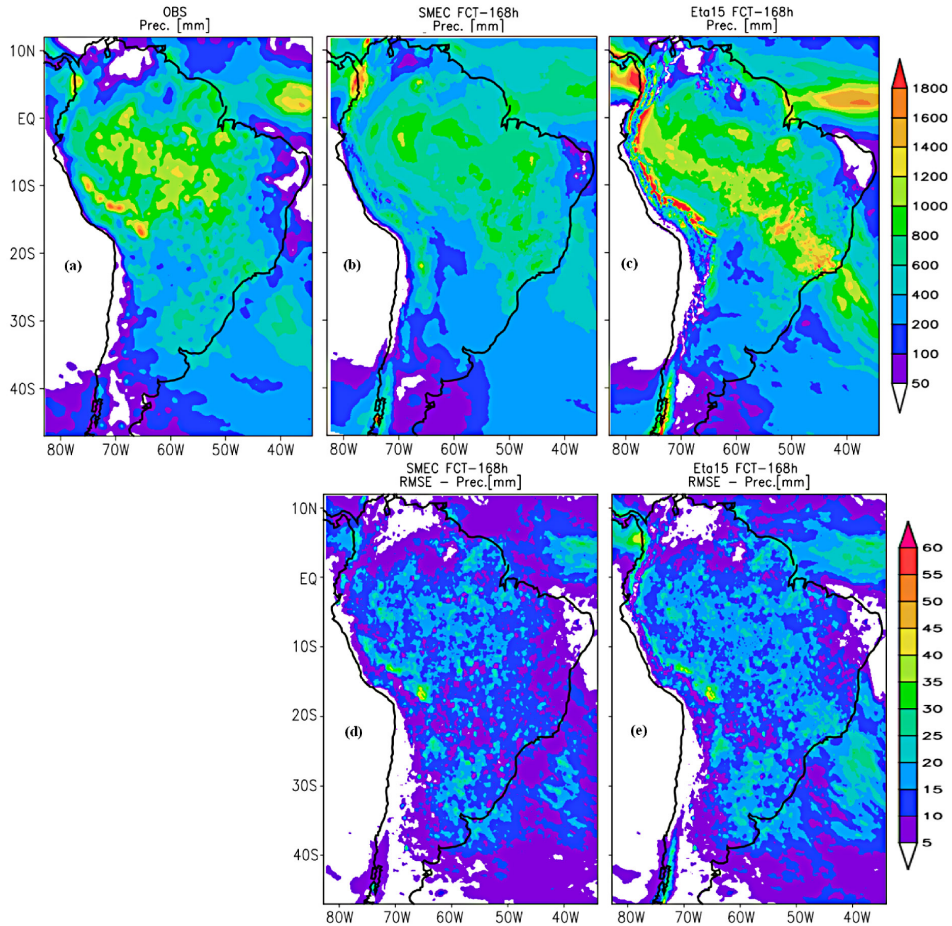 OBS
Prec. [mm]
SMEC FCT-168h
Prec. [mm]
Eta15 FCT-168h
Prec. [mm]
10N
EQ
10S
20S
30S
40S
(a)
(b)
(c)
80W 70W 60W 50W 40W
80W 70W 60W 50W 40W
80W 70W 60W 50W 40W
1800
1600
1400
1200
1000
800
600
400
200
100
50
SMEC FCT-168h
RMSE - Prec.[mm]
Eta15 FCT-168h
RMSE - Prec.[mm]
10N
EQ
10S
20S
30S
40S
(d)
(e)
80W 70W 60W 50W 40W
80W 70W 60W 50W 40W
60
55
50
45
40
35
30
25
20
15
10
5